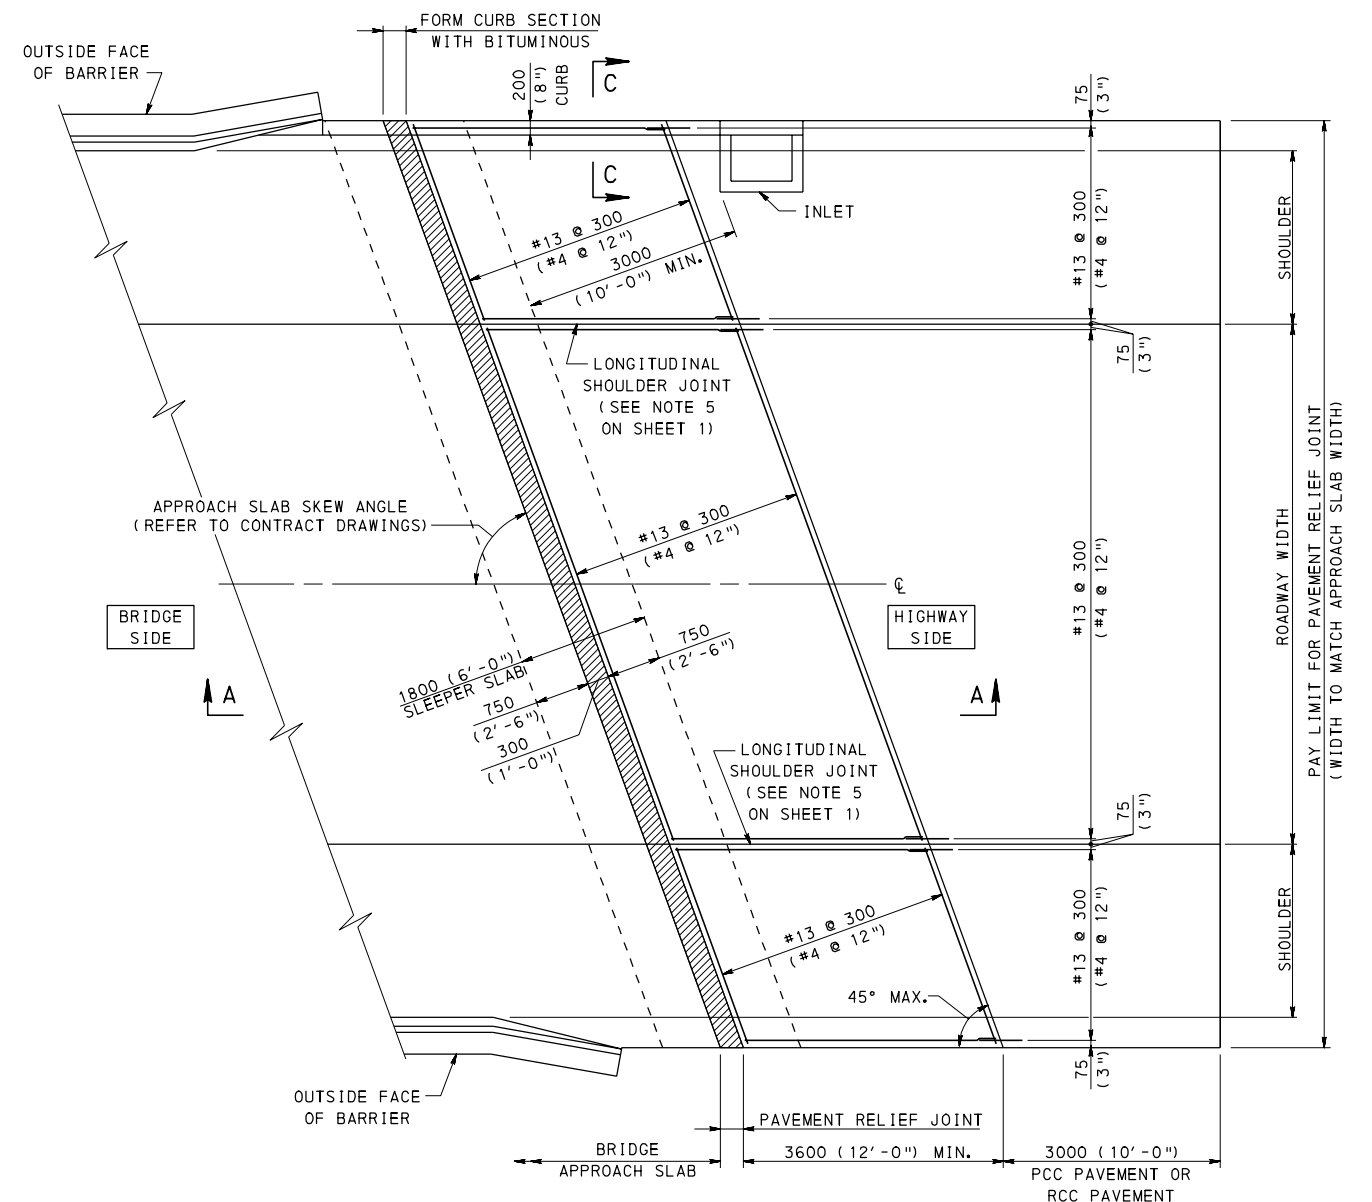 FORM CURB SECTION
WITH BITUMINOUS
OUTSIDE FACE
OF BARRIER
200
(8")
CURB
C
75
(3")
C
INLET
#13 @ 300
(#4 @ 12")
3000
(10'-0") MIN.
#13 @ 300
(#4 @ 12")
SHOULDER
75
(3")
LONGITUDINAL
SHOULDER JOINT
(SEE NOTE 5
ON SHEET 1)
APPROACH SLAB SKEW ANGLE
(REFER TO CONTRACT DRAWINGS)
#13 @ 300
(#4 @ 12")
#13 @ 300
(#4 @ 12")
ROADWAY WIDTH
PAY LIMIT FOR PAVEMENT RELIEF JOINT
(WIDTH TO MATCH APPROACH SLAB WIDTH)
℄
BRIDGE
SIDE
HIGHWAY
SIDE
750
(2'-6")
1800 (6'-0")
SLEEPER SLAB
750
(2'-6")
300
(1'-0")
A
A
LONGITUDINAL
SHOULDER JOINT
(SEE NOTE 5
ON SHEET 1)
75
(3")
#13 @ 300
(#4 @ 12")
#13 @ 300
(#4 @ 12")
SHOULDER
45° MAX.
75
(3")
OUTSIDE FACE
OF BARRIER
PAVEMENT RELIEF JOINT
BRIDGE
APPROACH SLAB
3600 (12'-0") MIN.
3000 (10'-0")
PCC PAVEMENT OR
RCC PAVEMENT